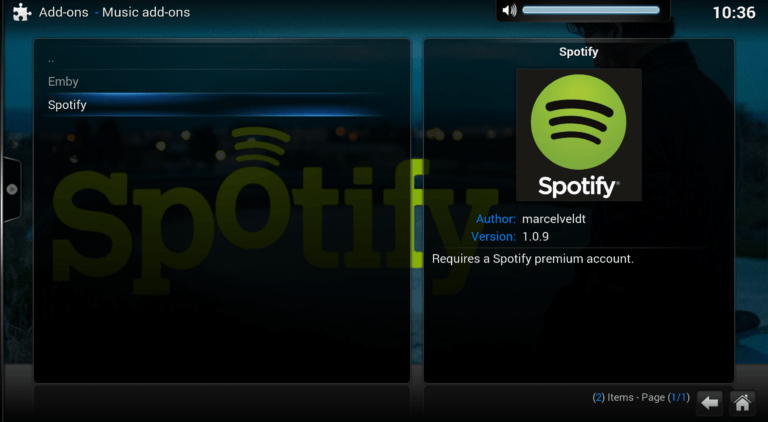 Add-ons - Music add-ons
10:36
..
Emby
Spotify
Spotify
Spotify
Spotify®
Author: marcelveldt
Version: 1.0.9
Requires a Spotify premium account.
(2) Items - Page (1/1)